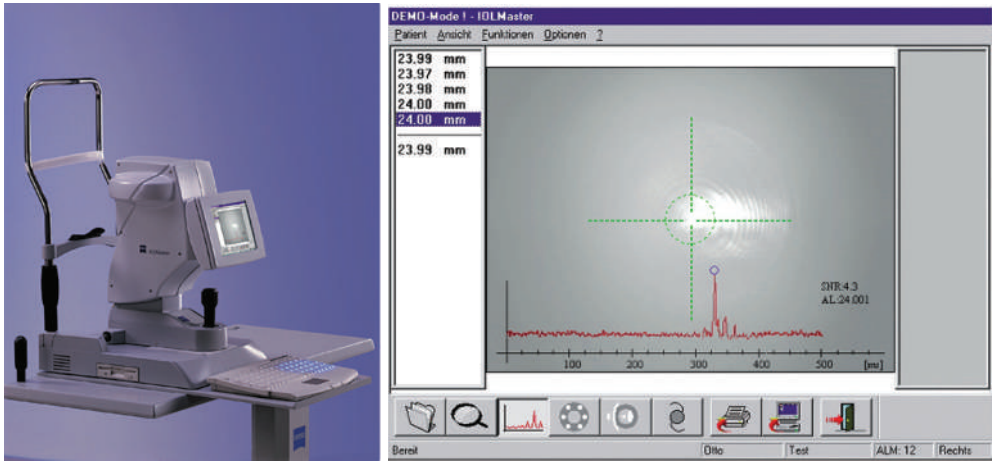 DEMO-Mode ! - IOLMaster
Patient Ansicht Funktionen Optionen ?
23.99 mm
23.97 mm
23.98 mm
24.00 mm
24.00 mm
23.99 mm
SNR:4.3
AL:24.001
100 200 300 400 500 [ms]
Bereit Otto Test ALM: 12 Rechts